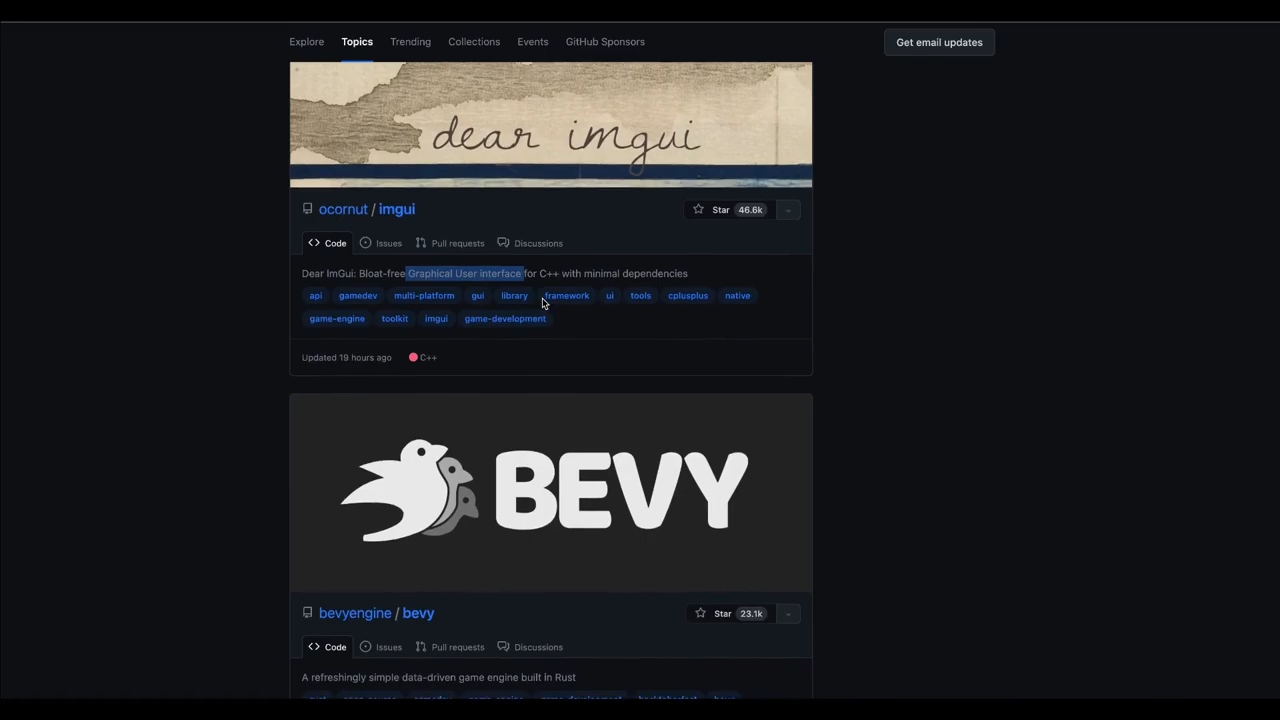 Explore Topics Trending Collections Events GitHub Sponsors Get email updates
dear imgui
ocornut / imgui Star 46.6k
Code Issues Pull requests Discussions
Dear ImGui: Bloat-free Graphical User interface for C++ with minimal dependencies
api gamedev multi-platform gui library framework ui tools cplusplus native
game-engine toolkit imgui game-development
Updated 19 hours ago C++
BEVY
bevyengine / bevy Star 23.1k
Code Issues Pull requests Discussions
A refreshingly simple data-driven game engine built in Rust